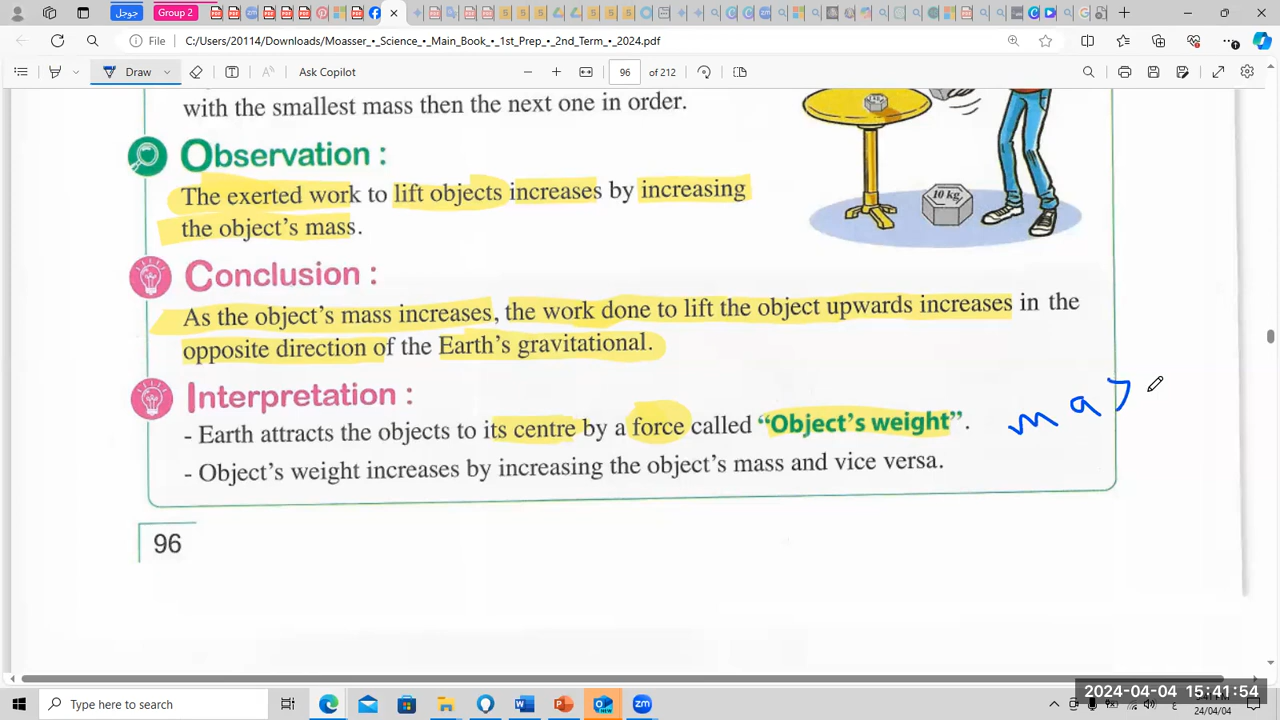 جوجل
Group 2
File
C:/Users/20114/Downloads/Moasser_•_Science_•_Main_Book_•_1st_Prep_•_2nd_Term_•_2024.pdf
Draw
Ask Copilot
96 of 212
with the smallest mass then the next one in order.
Observation :
The exerted work to lift objects increases by increasing
the object's mass.
10 kg
Conclusion :
As the object's mass increases, the work done to lift the object upwards increases in the
opposite direction of the Earth's gravitational.
Interpretation :
- Earth attracts the objects to its centre by a force called “Object's weight”.
- Object's weight increases by increasing the object's mass and vice versa.
mas
96
Type here to search
2024-04-04 15:41:54
24/04/04